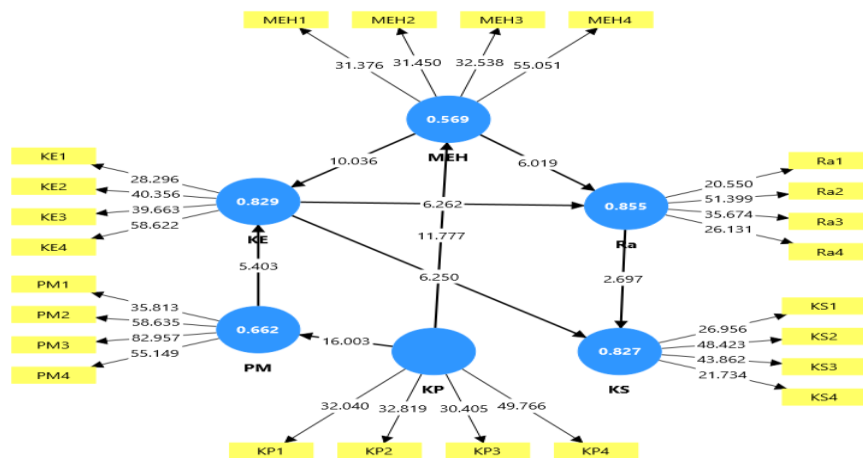 MEH1 MEH2 MEH3 MEH4
31.376 31.450 32.538 55.051
0.569
MEH
10.036 6.019
KE1
KE2
KE3
KE4
28.296
40.356
39.663
58.622
0.829
KE
6.262
11.777
6.250
5.403
Ra1
Ra2
Ra3
Ra4
20.550
51.399
35.674
26.131
0.855
Ra
2.697
PM1
PM2
PM3
PM4
35.813
58.635
82.957
55.149
0.662
PM
16.003
KP
32.040 32.819 30.405 49.766
KP1 KP2 KP3 KP4
KS1
KS2
KS3
KS4
26.956
48.423
43.862
21.734
0.827
KS